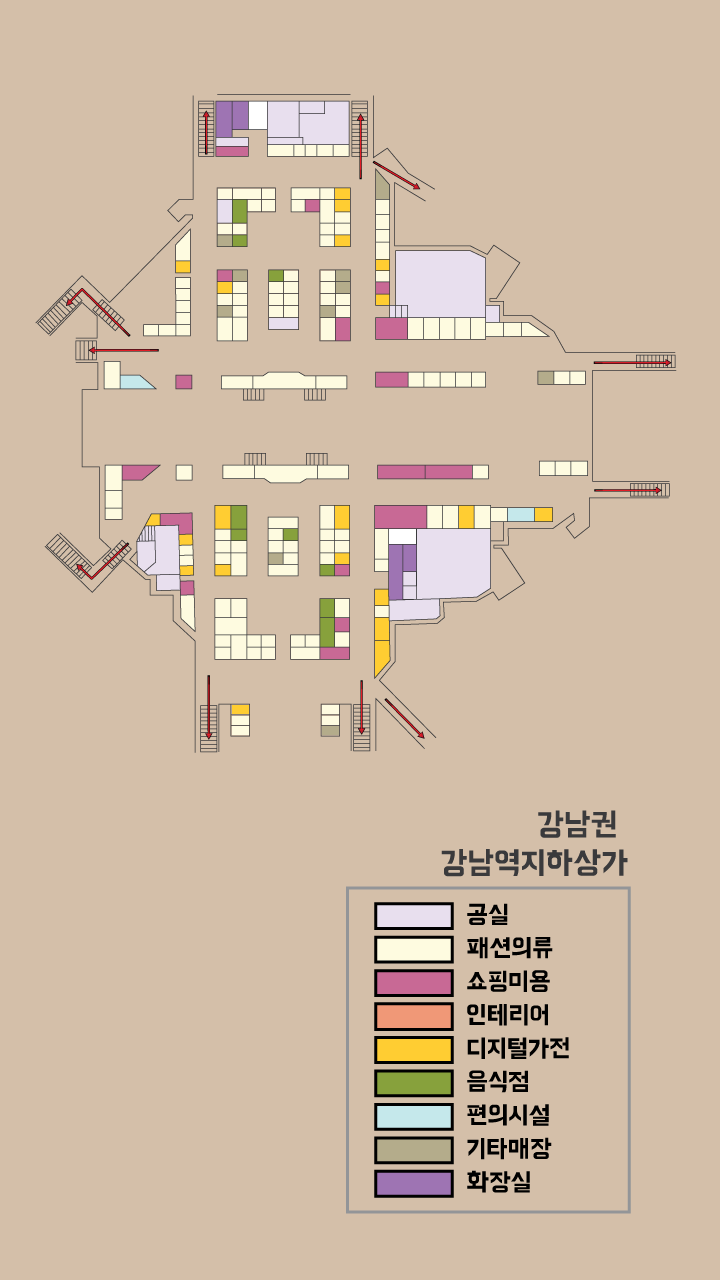 강남권
강남역지하상가
공실
패션의류
쇼핑미용
인테리어
디지털가전
음식점
편의시설
기타매장
화장실